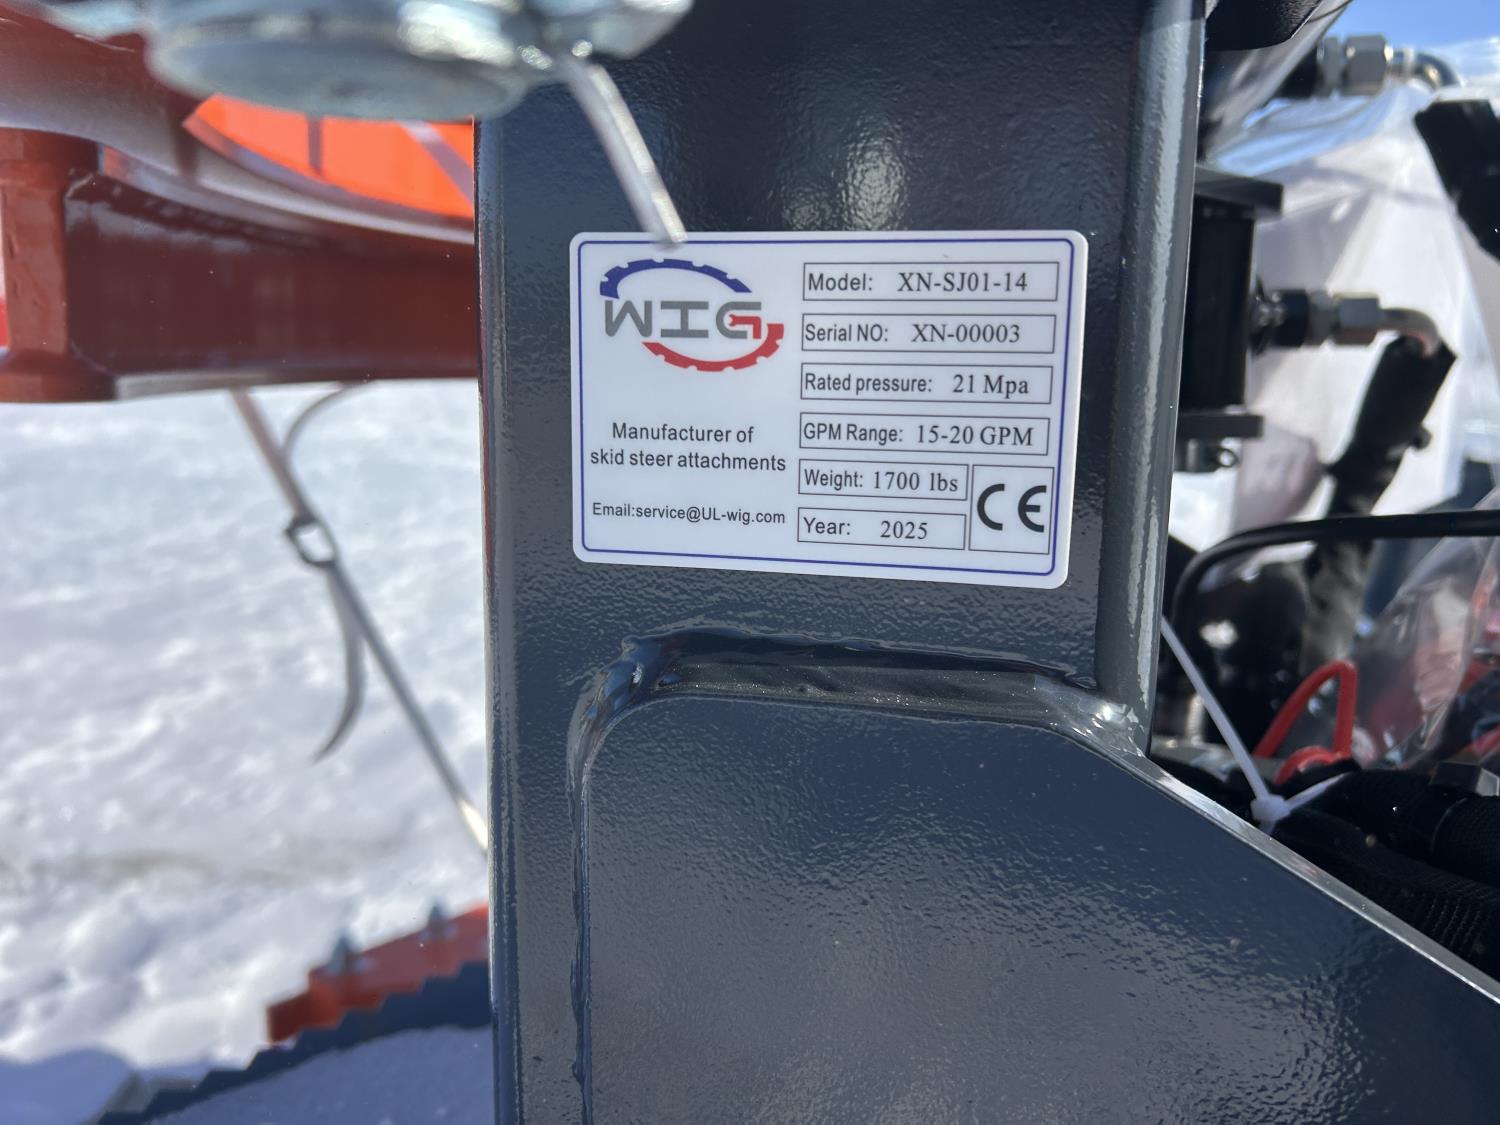 WIG
Manufacturer of
skid steer attachments
Email:service@UL-wig.com
Model: XN-SJ01-14
Serial NO: XN-00003
Rated pressure: 21 Mpa
GPM Range: 15-20 GPM
Weight: 1700 lbs
Year: 2025
CE